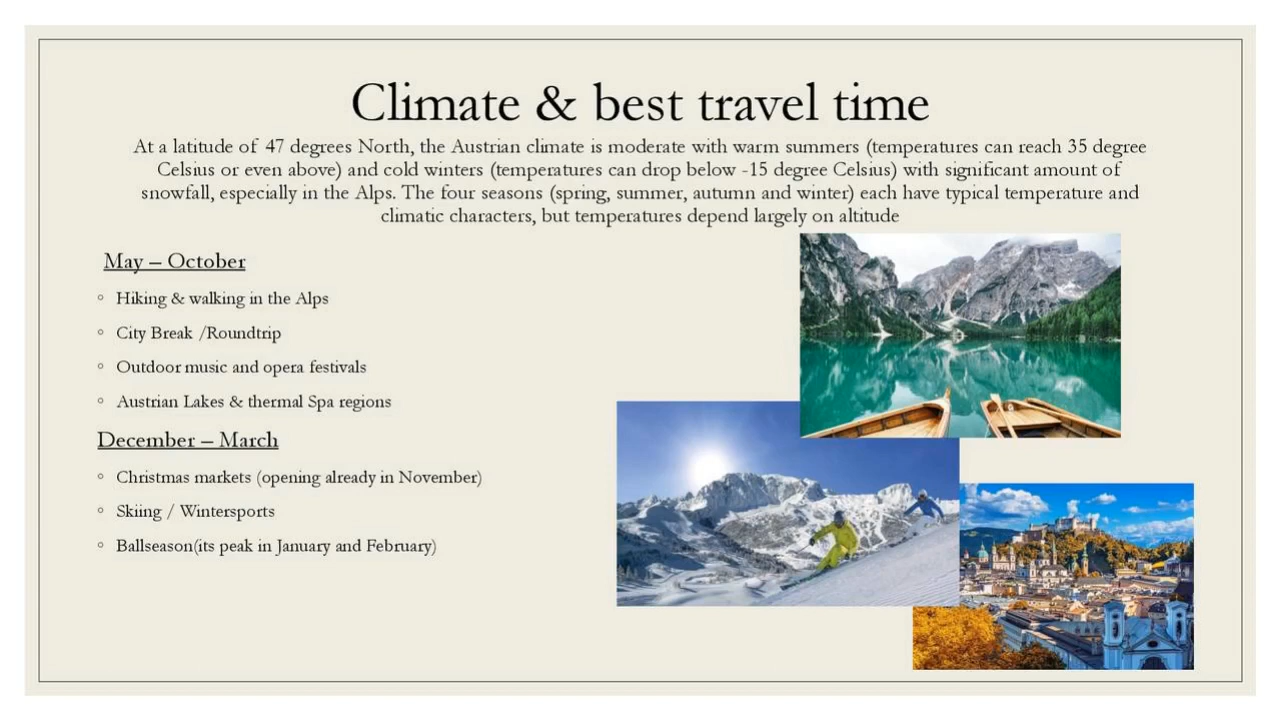 Climate & best travel time
At a latitude of 47 degrees North, the Austrian climate is moderate with warm summers (temperatures can reach 35 degree
Celsius or even above) and cold winters (temperatures can drop below -15 degree Celsius) with significant amount of
snowfall, especially in the Alps. The four seasons (spring, summer, autumn and winter) each have typical temperature and
climatic characters, but temperatures depend largely on altitude
May – October
◦ Hiking & walking in the Alps
◦ City Break /Roundtrip
◦ Outdoor music and opera festivals
◦ Austrian Lakes & thermal Spa regions
December – March
◦ Christmas markets (opening already in November)
◦ Skiing / Wintersports
◦ Ballseason(its peak in January and February)